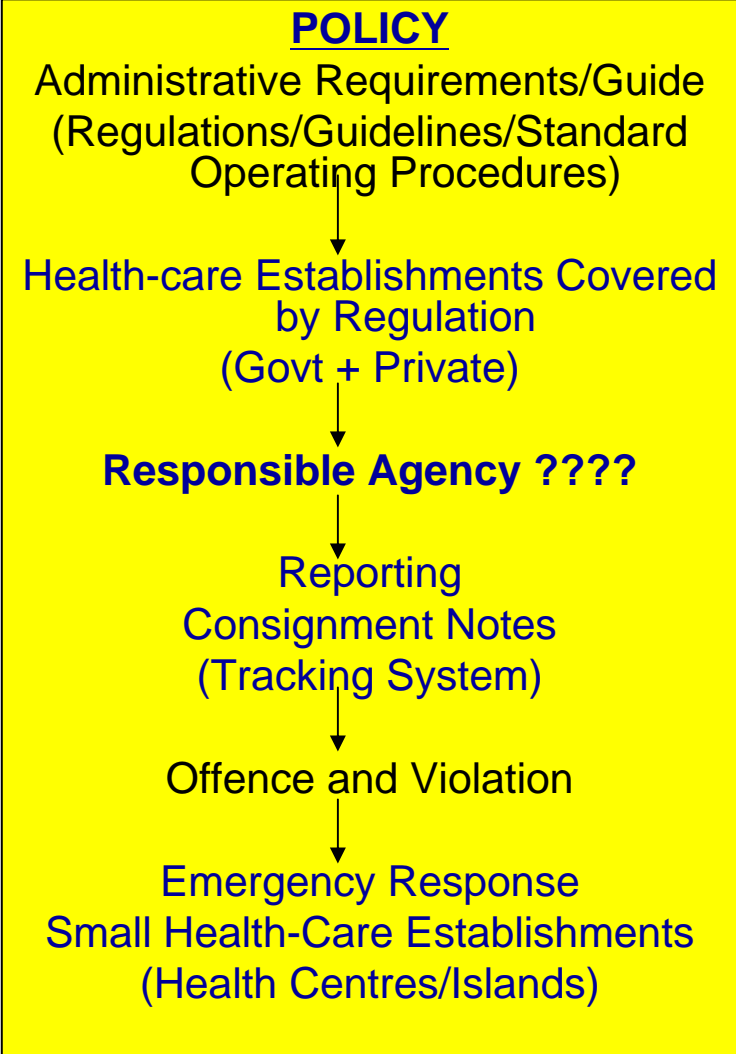 POLICY
Administrative Requirements/Guide
(Regulations/Guidelines/Standard
Operating Procedures)
Health-care Establishments Covered
by Regulation
(Govt + Private)
Responsible Agency ????
Reporting
Consignment Notes
(Tracking System)
Offence and Violation
Emergency Response
Small Health-Care Establishments
(Health Centres/Islands)